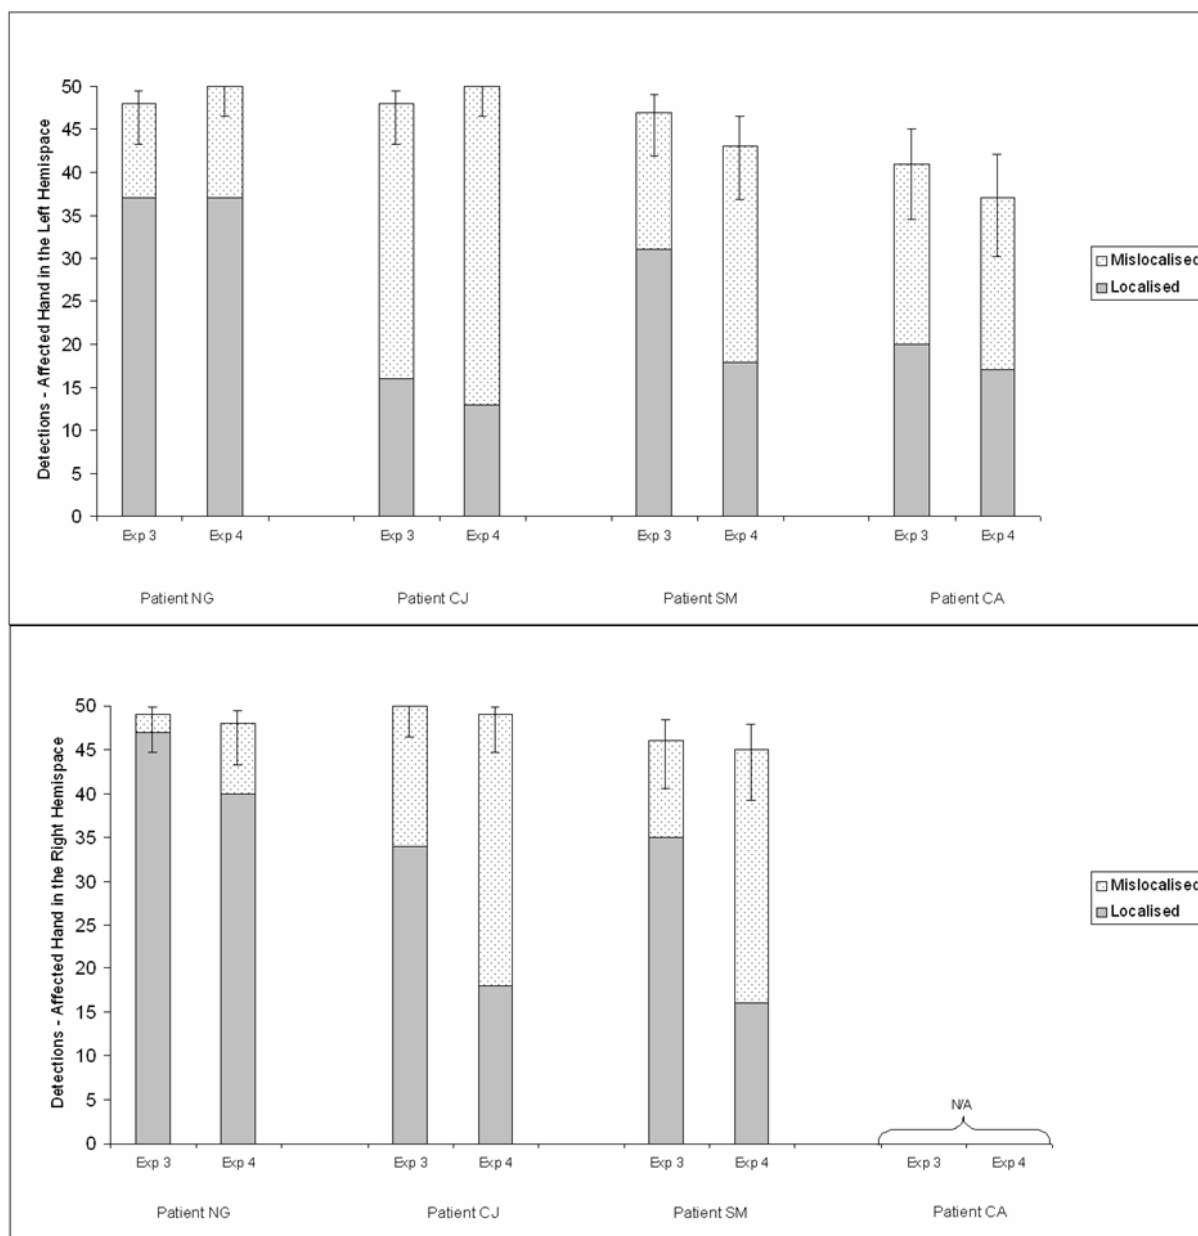 Detections - Affected Hand in the Left Hemispace
50
45
40
35
30
25
20
15
10
5
0
Exp 3 Exp 4 Exp 3 Exp 4 Exp 3 Exp 4 Exp 3 Exp 4
Patient NG Patient CJ Patient SM Patient CA
Mislocalised
Localised
Detections - Affected Hand in the Right Hemispace
50
45
40
35
30
25
20
15
10
5
0
N/A
Exp 3 Exp 4 Exp 3 Exp 4 Exp 3 Exp 4 Exp 3 Exp 4
Patient NG Patient CJ Patient SM Patient CA
Mislocalised
Localised